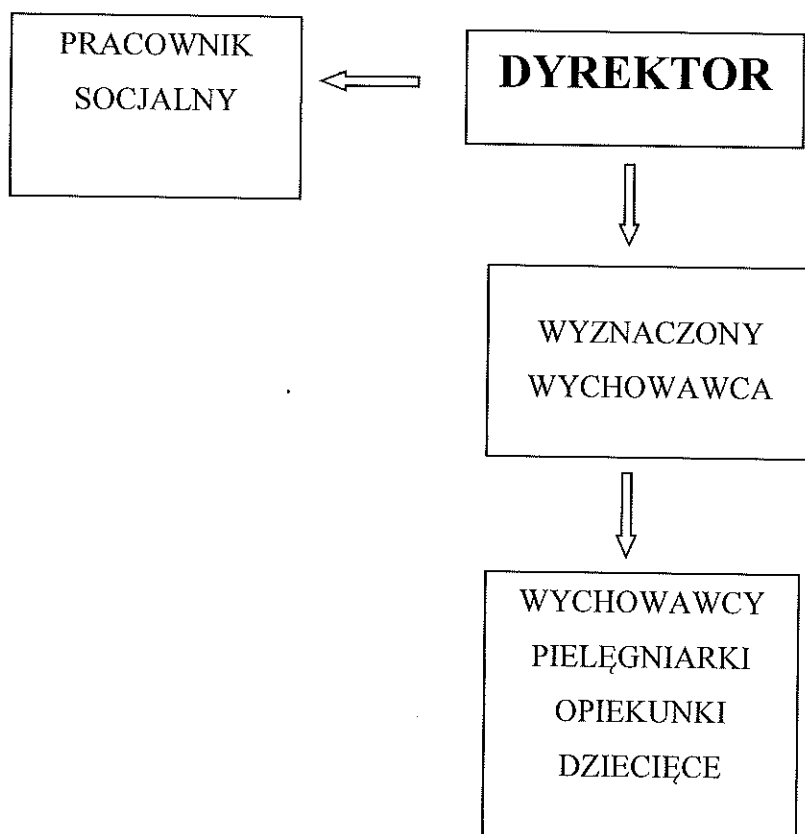 PRACOWNIK
SOCJALNY
DYREKTOR
WYZNACZONY
WYCHOWAWCA
WYCHOWAWCY
PIELĘGNIARKI
OPIEKUNKI
DZIECIĘCE